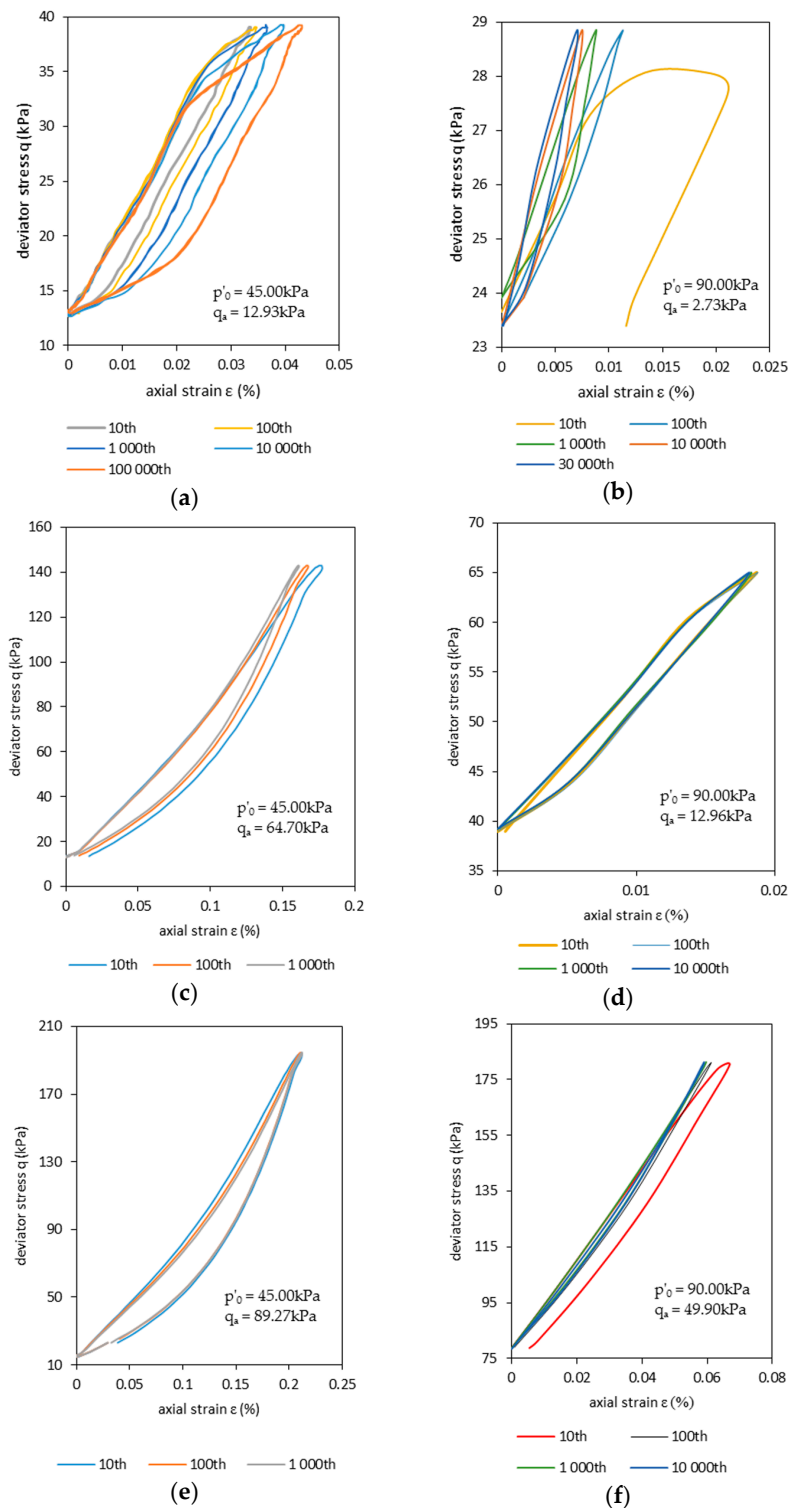 40
35
30
25
20
15
10
deviator stress q (kPa)
0 0.01 0.02 0.03 0.04 0.05
axial strain ε (%)
p'₀ = 45.00kPa
qₐ = 12.93kPa
10th 100th
1 000th 10 000th
100 000th
(a)
29
28
27
26
25
24
23
deviator stress q (kPa)
0 0.005 0.01 0.015 0.02 0.025
axial strain ε (%)
p'₀ = 90.00kPa
qₐ = 2.73kPa
10th 100th
1 000th 10 000th
30 000th
(b)
160
140
120
100
80
60
40
20
0
deviator stress q (kPa)
0 0.05 0.1 0.15 0.2
axial strain ε (%)
p'₀ = 45.00kPa
qₐ = 64.70kPa
10th 100th 1 000th
(c)
70
65
60
55
50
45
40
35
deviator stress q (kPa)
0 0.01 0.02
axial strain ε (%)
p'₀ = 90.00kPa
qₐ = 12.96kPa
10th 100th
1 000th 10 000th
(d)
210
170
130
90
50
10
deviator stress q (kPa)
0 0.05 0.1 0.15 0.2 0.25
axial strain ε (%)
p'₀ = 45.00kPa
qₐ = 89.27kPa
10th 100th 1 000th
(e)
195
175
155
135
115
95
75
deviator stress q (kPa)
0 0.02 0.04 0.06 0.08
axial strain ε (%)
p'₀ = 90.00kPa
qₐ = 49.90kPa
10th 100th
1 000th 10 000th
(f)